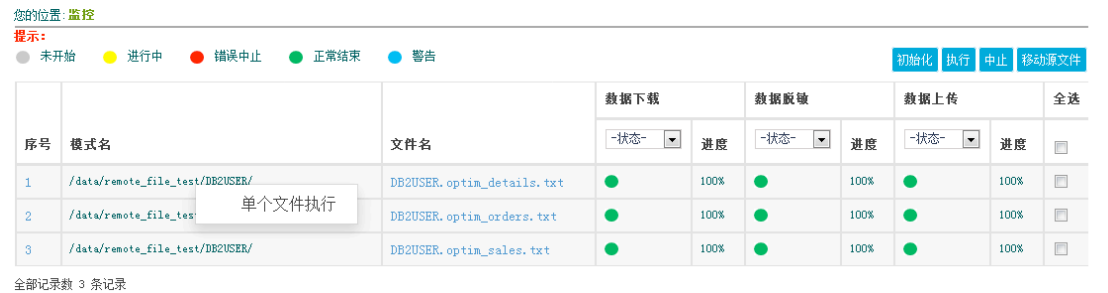 您的位置:监控
提示:
未开始 进行中 错误中止 正常结束 警告 初始化 执行 中止 移动源文件
数据下载 数据脱敏 数据上传 全选
序号 模式名 文件名 -状态- 进度 -状态- 进度 -状态- 进度
1 /data/remote_file_test/DB2USER/ DB2USER.optim_details.txt 100% 100% 100%
单个文件执行
2 /data/remote_file_test DB2USER.optim_orders.txt 100% 100% 100%
3 /data/remote_file_test/DB2USER/ DB2USER.optim_sales.txt 100% 100% 100%
全部记录数 3 条记录